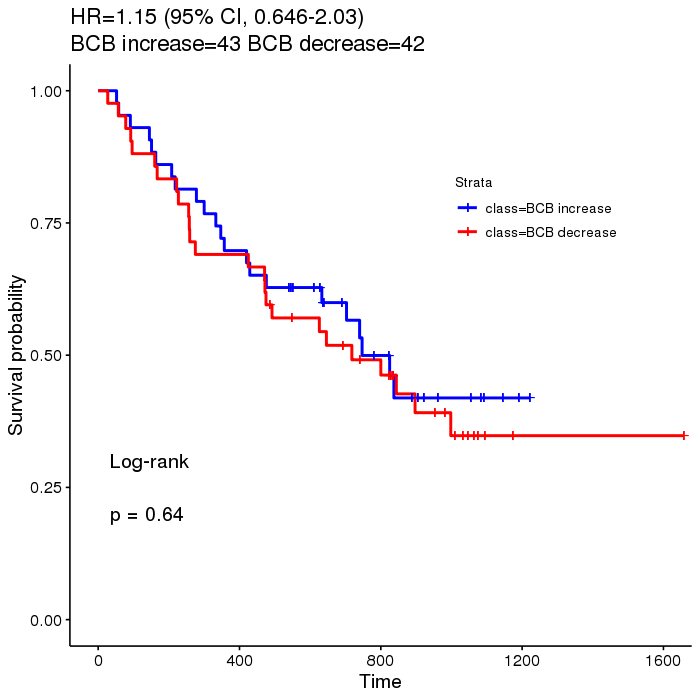 HR=1.15 (95% CI, 0.646-2.03)
BCB increase=43 BCB decrease=42
Strata
class=BCB increase
class=BCB decrease
Survival probability
1.00
0.75
0.50
0.25
0.00
Log-rank
p = 0.64
0 400 800 1200 1600
Time